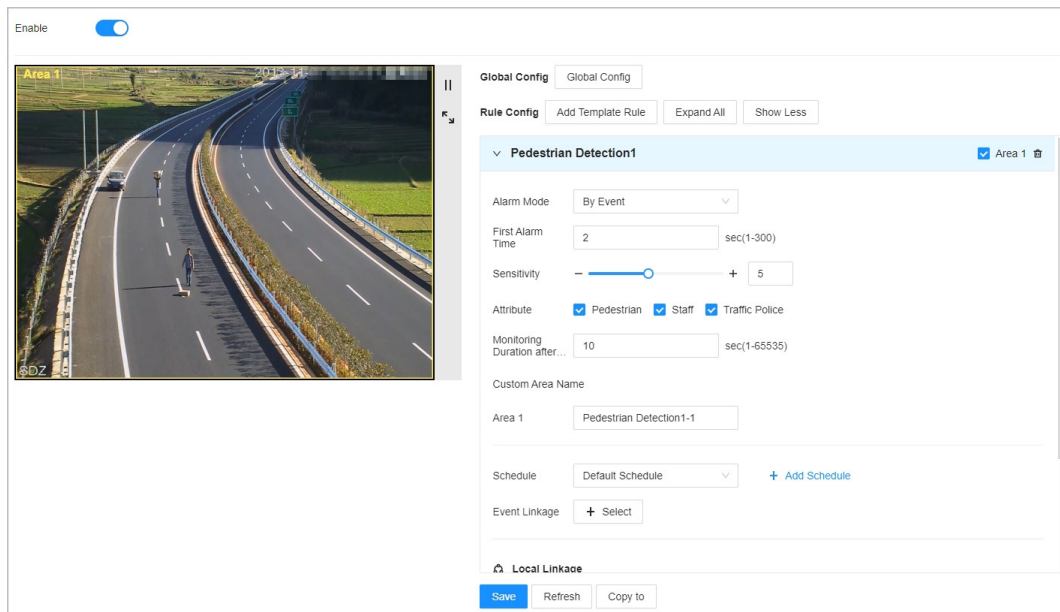 Enable
Area 1
SDZ
Global Config Global Config
Rule Config Add Template Rule Expand All Show Less
Pedestrian Detection1 Area 1
Alarm Mode By Event
First Alarm
Time 2 sec(1-300)
Sensitivity − + 5
Attribute Pedestrian Staff Traffic Police
Monitoring
Duration after... 10 sec(1-65535)
Custom Area Name
Area 1 Pedestrian Detection1-1
Schedule Default Schedule + Add Schedule
Event Linkage + Select
Local Linkage
Save Refresh Copy to